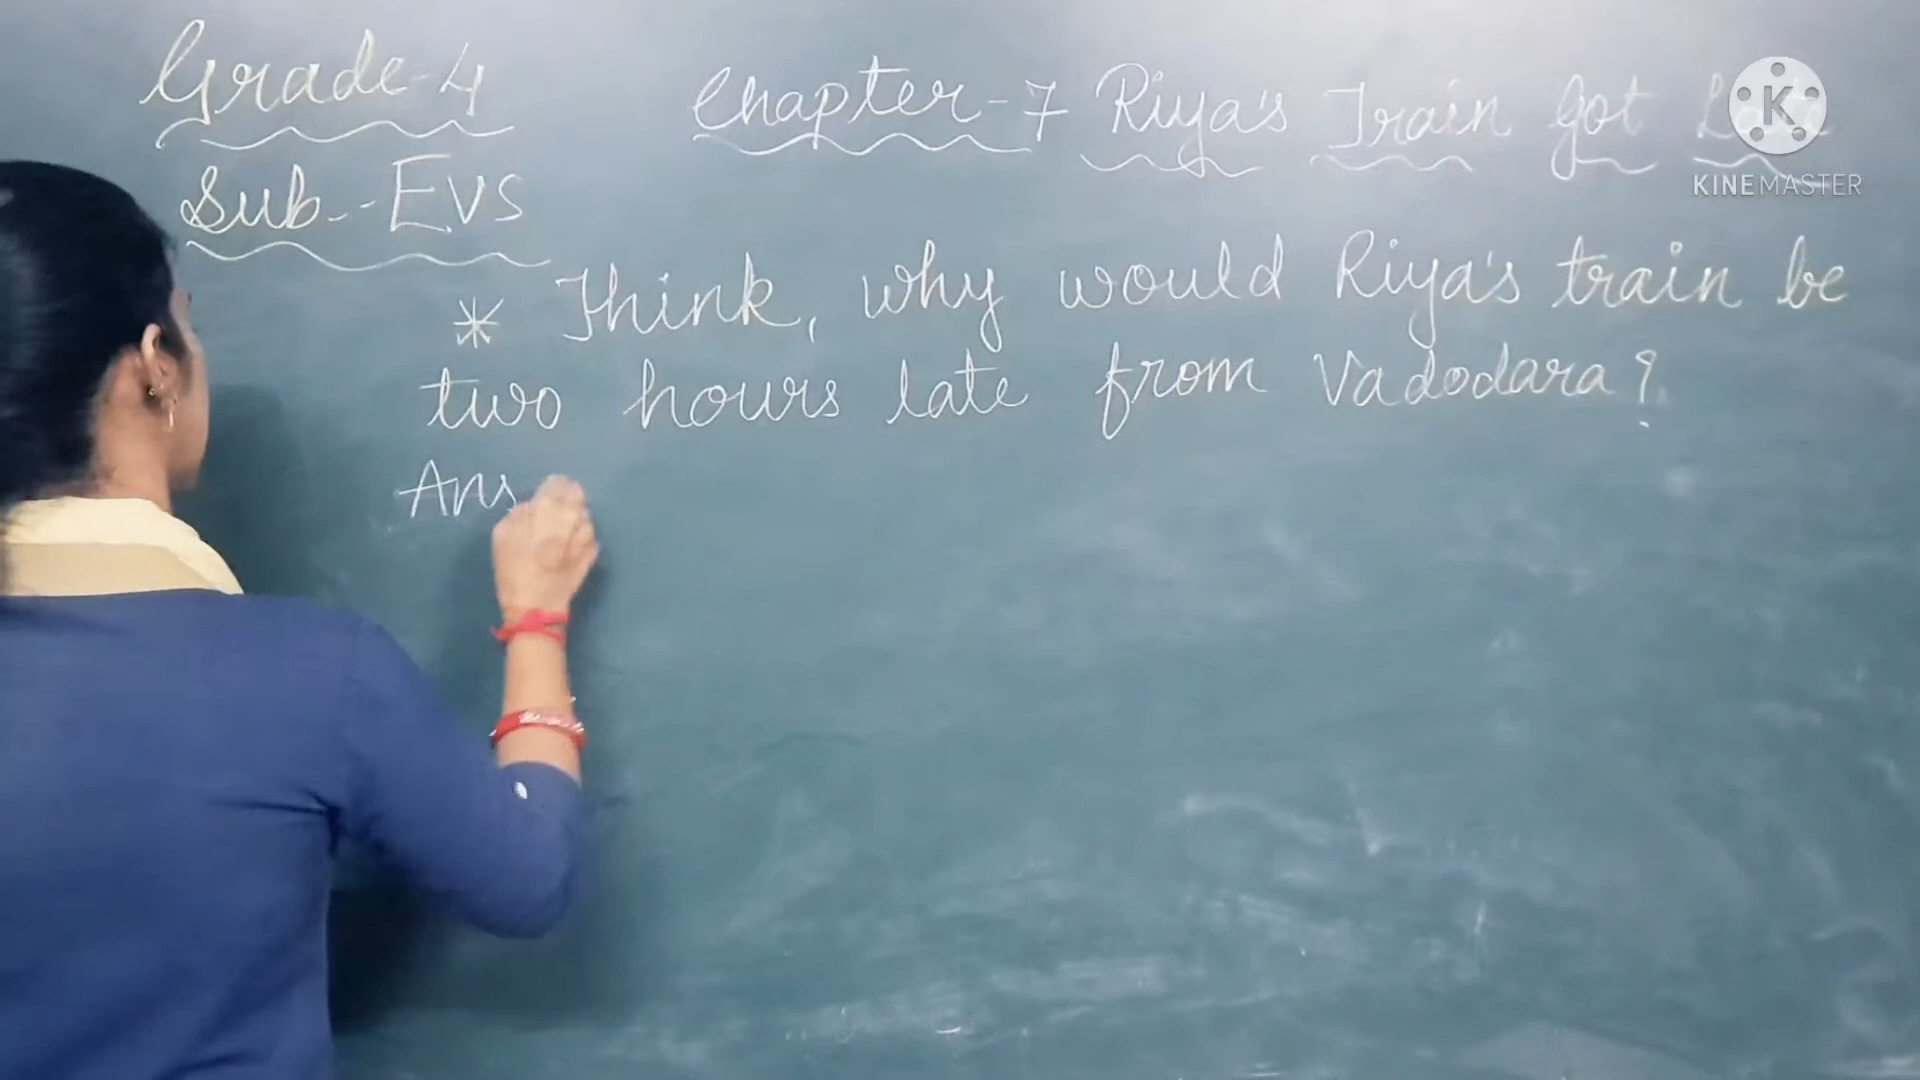 Grade-4
Chapter-7 Riya's Train Got Late
Sub--EVS
* Think, why would Riya's train be
two hours late from Vadodara?
Ans
K
KINEMASTER